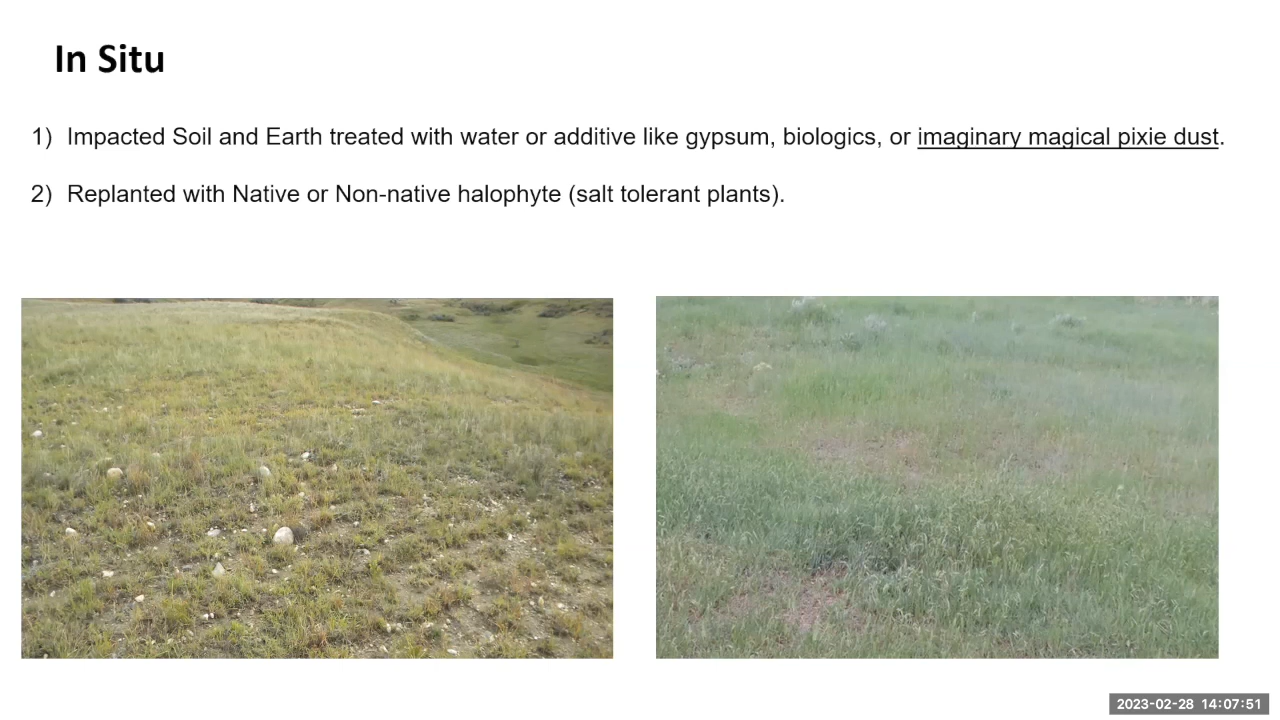 In Situ
1) Impacted Soil and Earth treated with water or additive like gypsum, biologics, or imaginary magical pixie dust.
2) Replanted with Native or Non-native halophyte (salt tolerant plants).
2023-02-28 14:07:51